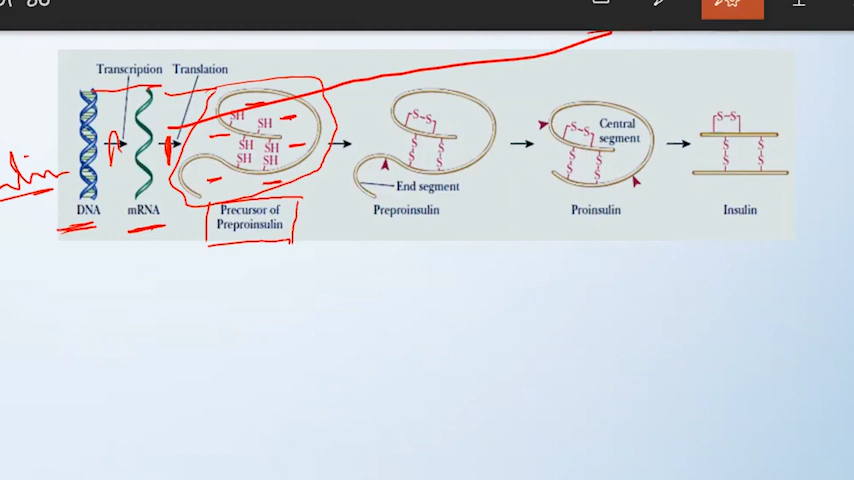 Transcription Translation
SH
SH
SH SH
SH SH
S-S
S S
S S
End segment
S-S
Central
segment
S S
S S
S-S
S S
S S
DNA mRNA Precursor of
Preproinsulin
Preproinsulin Proinsulin Insulin